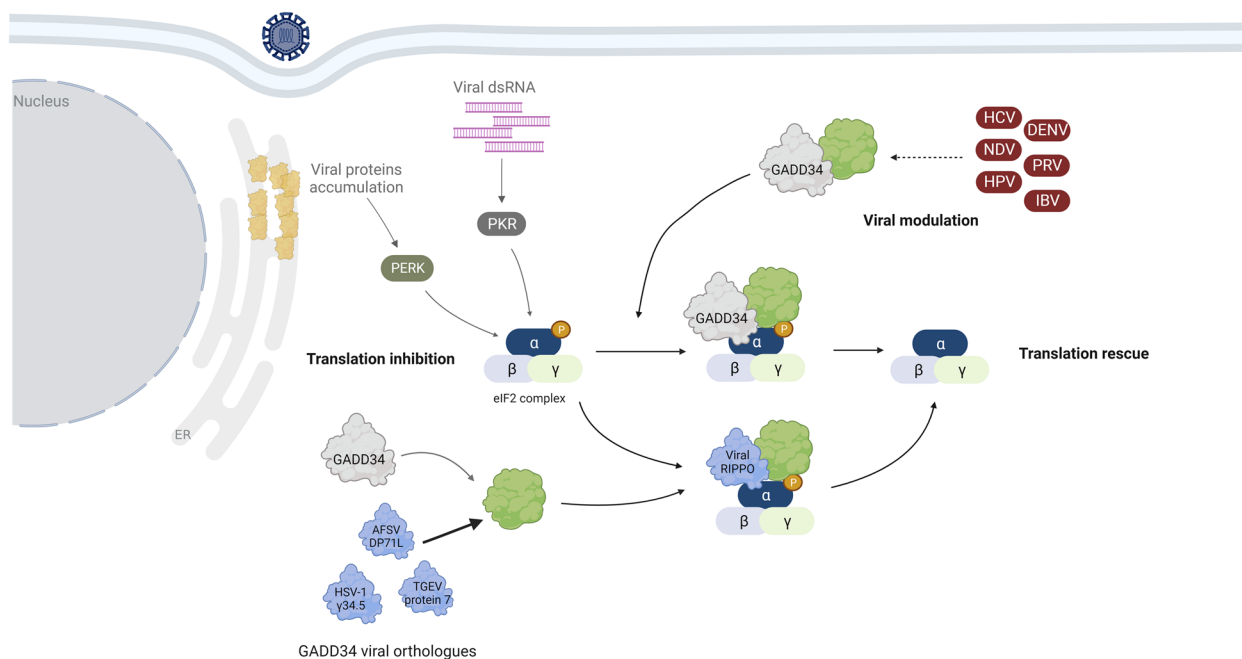 Nucleus
Viral dsRNA
HCV
DENV
NDV
PRV
HPV
IBV
GADD34
Viral modulation
Viral proteins
accumulation
PKR
PERK
ER
Translation inhibition
α
P
β
γ
eIF2 complex
GADD34
α
P
β
γ
α
β
γ
Translation rescue
GADD34
AFSV
DP71L
HSV-1
γ34.5
TGEV
protein 7
GADD34 viral orthologues
Viral
RIPPO
α
P
β
γ